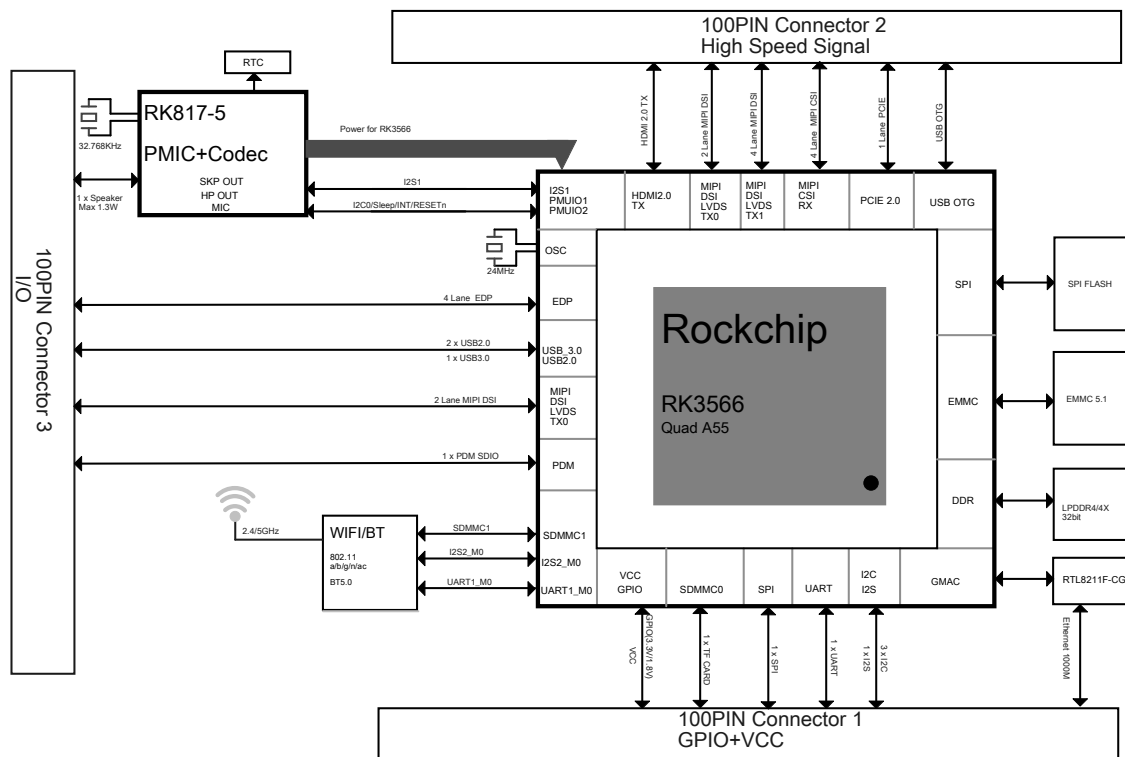 100PIN Connector 2
High Speed Signal
RTC
RK817-5
PMIC+Codec
SKP OUT
HP OUT
MIC
32.768KHz
1 x Speaker
Max 1.3W
Power for RK3566
I2S1
I2C0/Sleep/INT/RESETn
HDMI 2.0 TX
2 Lane MIPI DSI
4 Lane MIPI DSI
4 Lane MIPI CSI
1 Lane PCIE
USB OTG
I2S1
PMUIO1
PMUIO2
HDMI2.0
TX
MIPI
DSI
LVDS
TX0
MIPI
DSI
LVDS
TX1
MIPI
CSI
RX
PCIE 2.0
USB OTG
OSC
24MHz
100PIN Connector 3
I/O
4 Lane EDP
EDP
2 x USB2.0
1 x USB3.0
USB_3.0
USB2.0
2 Lane MIPI DSI
MIPI
DSI
LVDS
TX0
1 x PDM SDIO
PDM
Rockchip
RK3566
Quad A55
SPI
SPI FLASH
EMMC
EMMC 5.1
DDR
LPDDR4/4X
32bit
2.4/5GHz
WIFI/BT
802.11
a/b/g/n/ac
BT5.0
SDMMC1
I2S2_M0
UART1_M0
SDMMC1
I2S2_M0
UART1_M0
VCC
GPIO
SDMMC0
SPI
UART
I2C
I2S
GMAC
RTL8211F-CG
GPIO(3.3V/1.8V)
VCC
1 x TF CARD
1 x SPI
1 x UART
3 x I2C
1 x I2S
Ethernet 1000M
100PIN Connector 1
GPIO+VCC